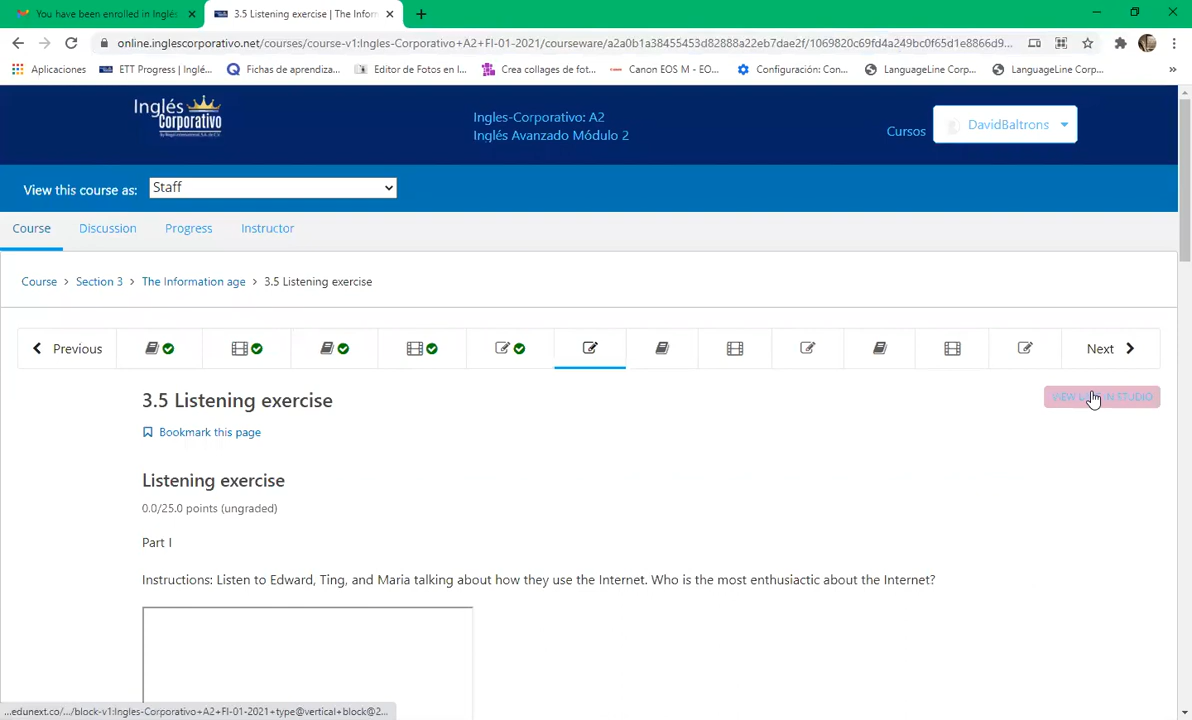 You have been enrolled in Inglés
3.5 Listening exercise | The Inforn
online.inglescorporativo.net/courses/course-v1:Ingles-Corporativo+A2+FI-01-2021/courseware/a2a0b1a38455453d82888a22eb7dae2f/1069820c69fd4a249bc0f65d1e8866d9...
Aplicaciones
ETT Progress | Inglé...
Fichas de aprendiza...
Editor de Fotos en l...
Crea collages de fot...
Canon EOS M - EO...
Configuración: Con...
LanguageLine Corp...
LanguageLine Corp...
Inglés
Corporativo
Ingles-Corporativo: A2
Inglés Avanzado Módulo 2
Cursos
DavidBaltrons
View this course as:
Staff
Course
Discussion
Progress
Instructor
Course > Section 3 > The Information age > 3.5 Listening exercise
Previous
Next
3.5 Listening exercise
VIEW IN STUDIO
Bookmark this page
Listening exercise
0.0/25.0 points (ungraded)
Part I
Instructions: Listen to Edward, Ting, and Maria talking about how they use the Internet. Who is the most enthusiactic about the Internet?
...edunext.co/.../block-v1:Ingles-Corporativo+A2+FI-01-2021+type@vertical+block@2...